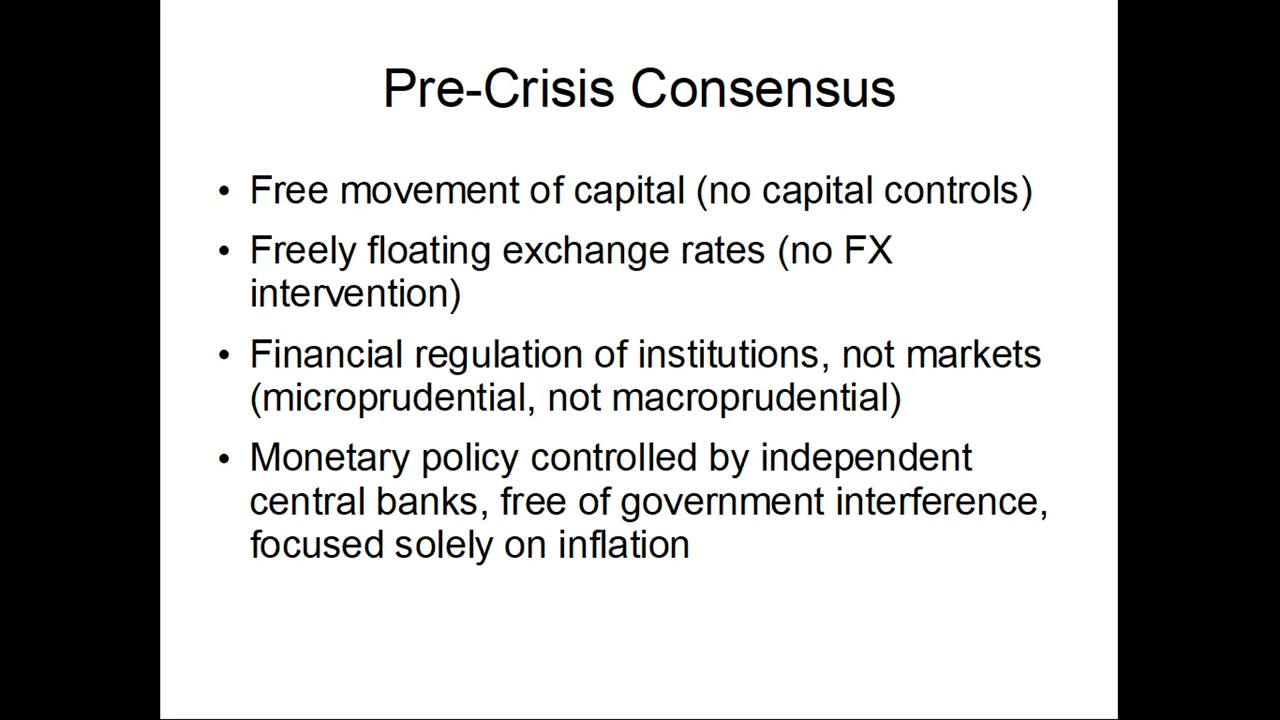 Pre-Crisis Consensus
• Free movement of capital (no capital controls)
• Freely floating exchange rates (no FX
intervention)
• Financial regulation of institutions, not markets
(microprudential, not macroprudential)
• Monetary policy controlled by independent
central banks, free of government interference,
focused solely on inflation